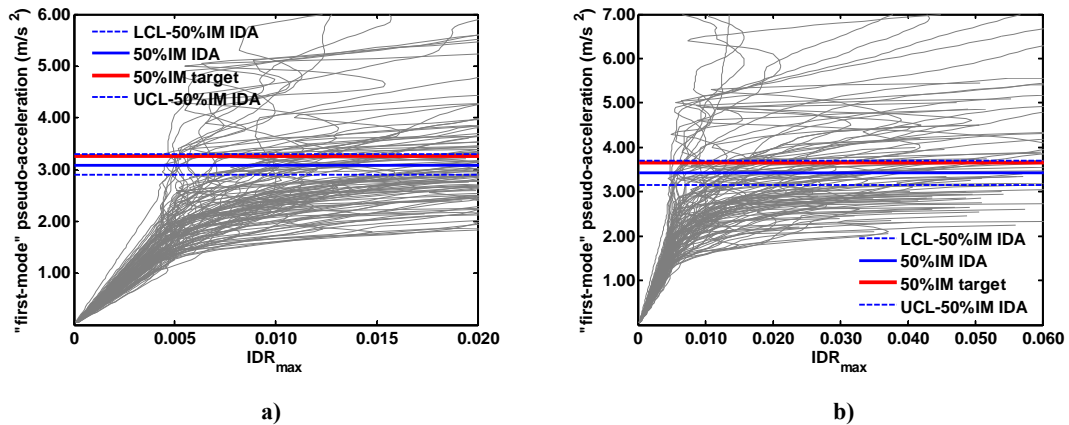 "first-mode" pseudo-acceleration (m/s 2)
6.00
5.00
4.00
3.00
2.00
1.00
LCL-50%IM IDA
50%IM IDA
50%IM target
UCL-50%IM IDA
0 0.005 0.010 0.015 0.020
IDRmax
a)
"first-mode" pseudo-acceleration (m/s 2)
7.00
6.00
5.00
4.00
3.00
2.00
1.00
LCL-50%IM IDA
50%IM IDA
50%IM target
UCL-50%IM IDA
0 0.010 0.020 0.030 0.040 0.050 0.060
IDRmax
b)